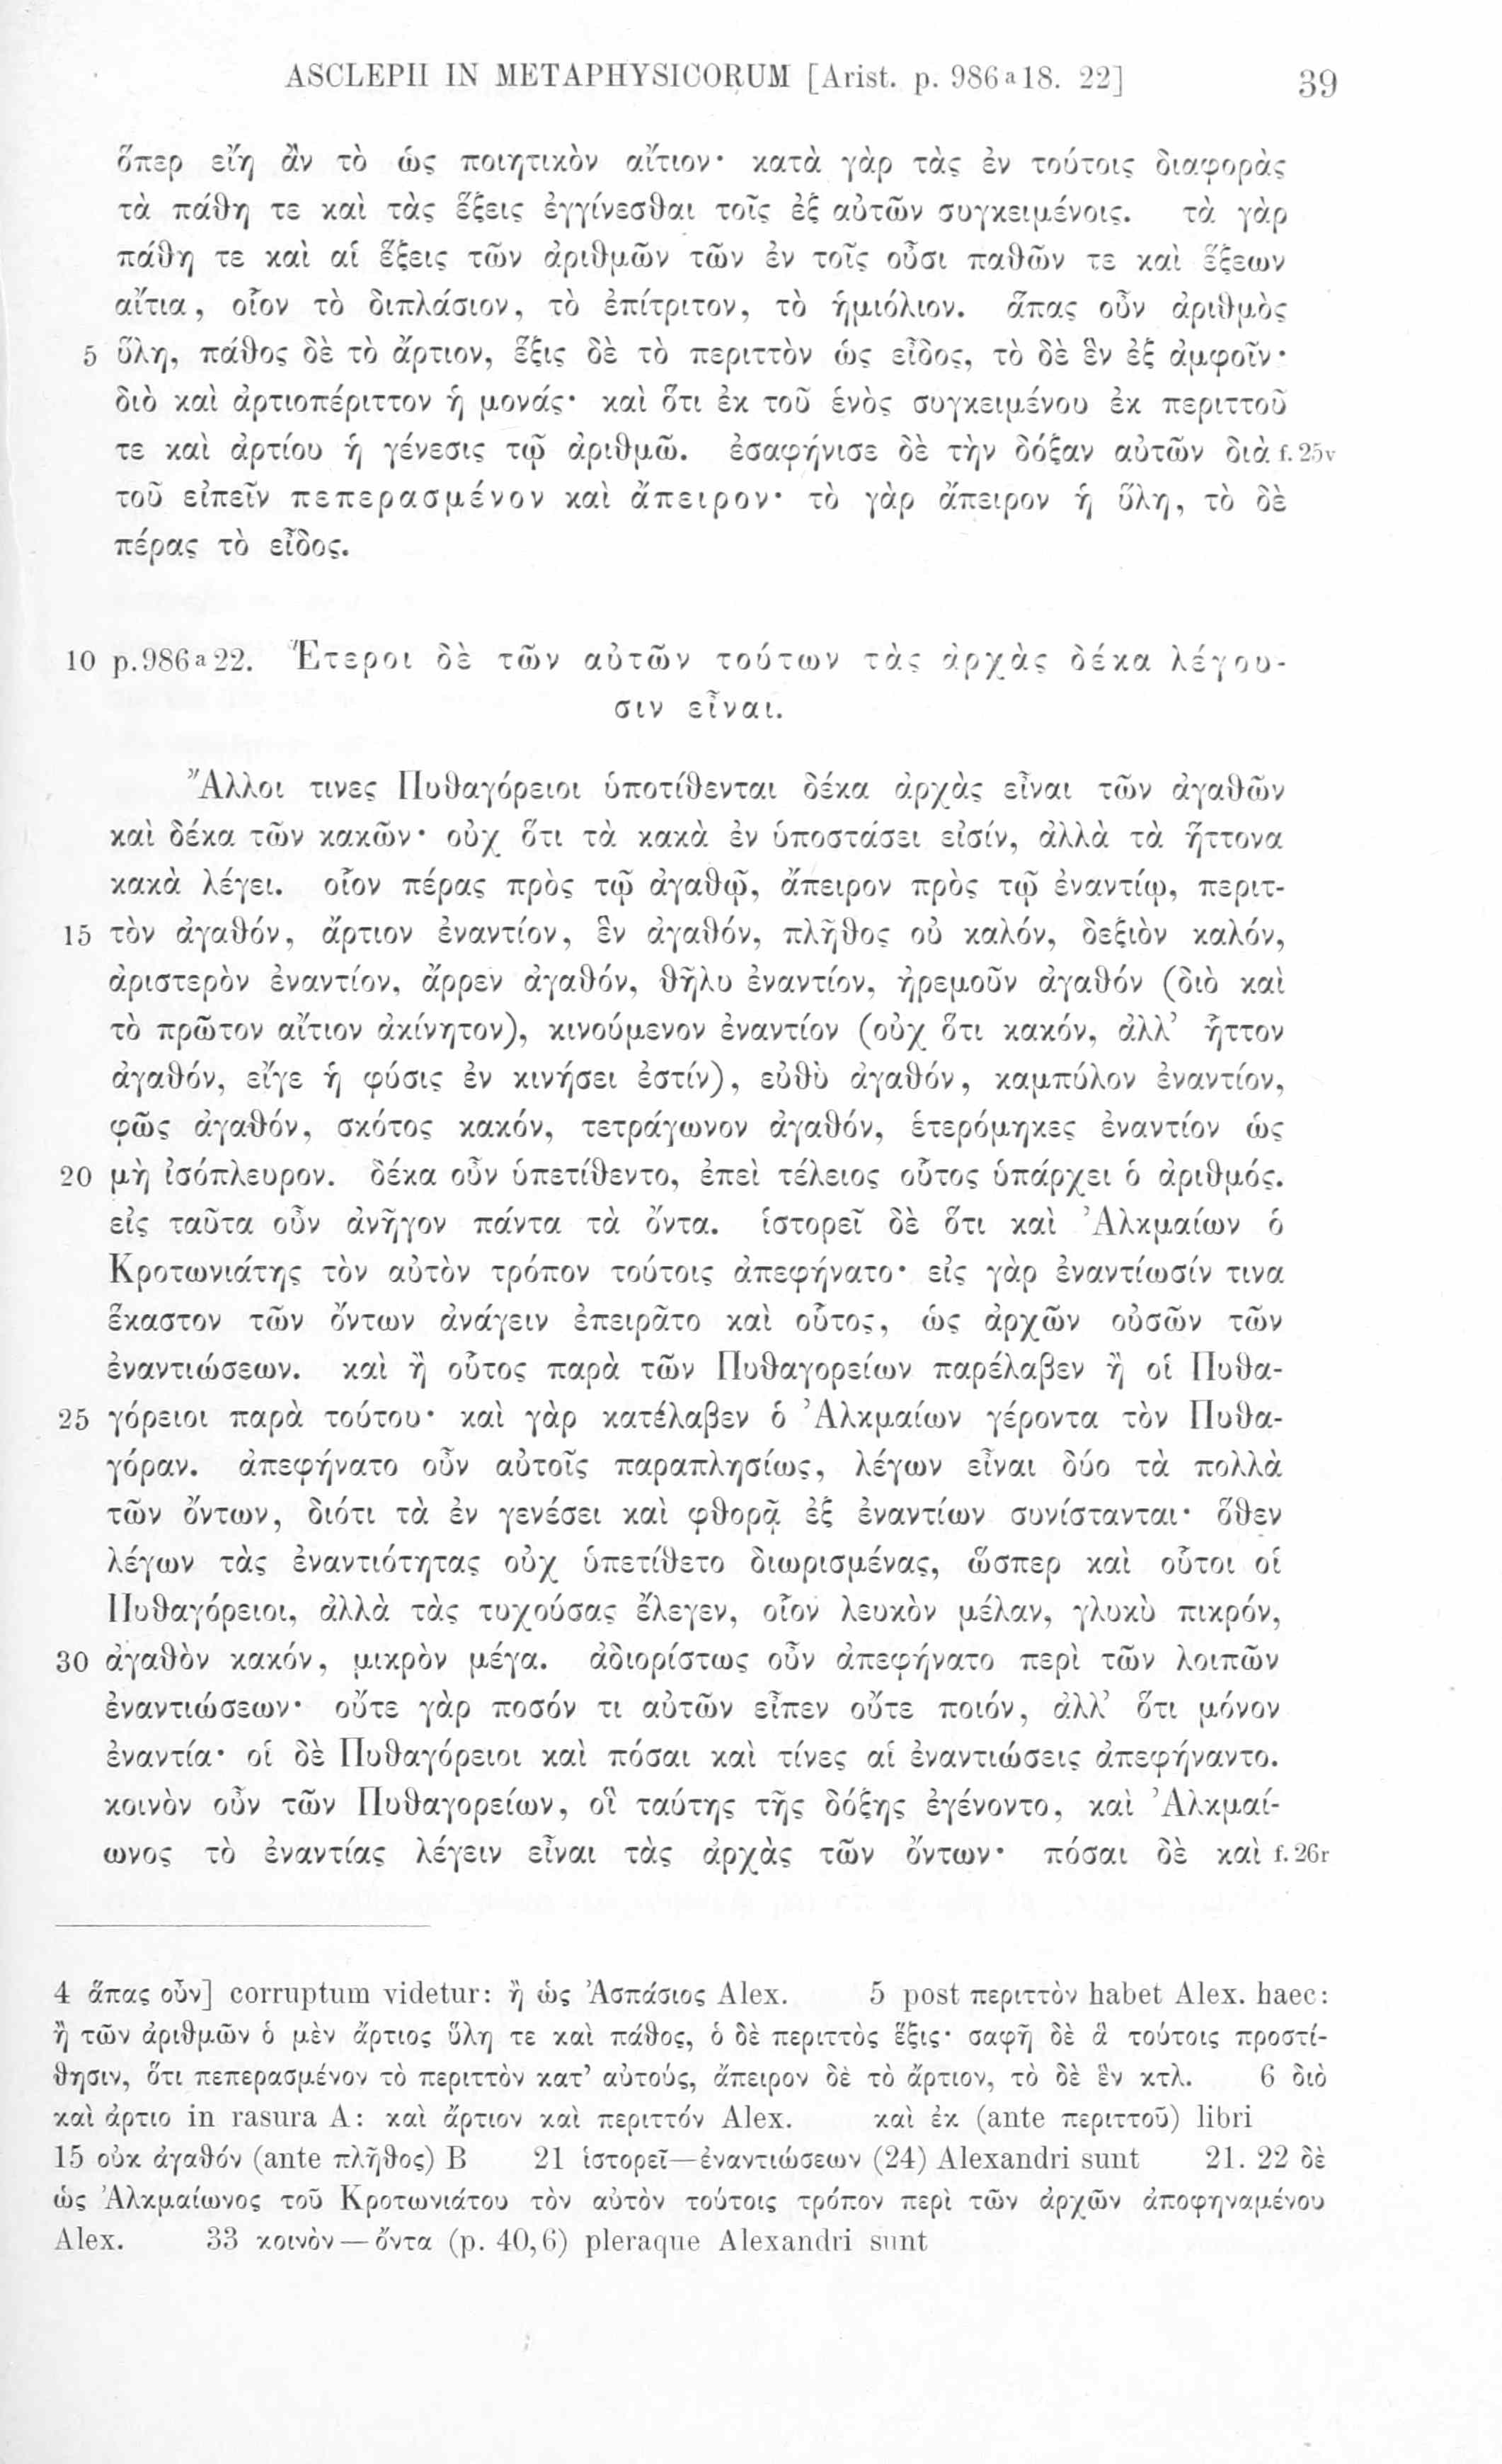 ASCLEPII IN METAPHYSICORUM [Arist. p. 986 a 18. 22] 39
ὅπερ εἴη ἂν τὸ ὡς ποιητικὸν αἴτιον· κατὰ γὰρ τὰς ἐν τούτοις διαφορὰς
τὰ πάθη τε καὶ τὰς ἕξεις ἐγγίνεσθαι τοῖς ἐξ αὐτῶν συγκειμένοις. τὰ γὰρ
πάθη τε καὶ αἱ ἕξεις τῶν ἀριθμῶν τῶν ἐν τοῖς οὖσι παθῶν τε καὶ ἕξεων
αἴτια, οἷον τὸ διπλάσιον, τὸ ἐπίτριτον, τὸ ἡμιόλιον. ἅπας οὖν ἀριθμὸς
5 ὕλη, πάθος δὲ τὸ ἄρτιον, ἕξις δὲ τὸ περιττὸν ὡς εἶδος, τὸ δὲ ἓν ἐξ ἀμφοῖν·
διὸ καὶ ἀρτιοπέριττον ἡ μονάς· καὶ ὅτι ἐκ τοῦ ἑνὸς συγκειμένου ἐκ περιττοῦ
τε καὶ ἀρτίου ἡ γένεσις τῷ ἀριθμῶ. ἐσαφήνισε δὲ τὴν δόξαν αὐτῶν διὰ f. 25v
τοῦ εἰπεῖν πεπερασμένον καὶ ἄπειρον· τὸ γὰρ ἄπειρον ἡ ὕλη, τὸ δὲ
πέρας τὸ εἶδος.
10 p. 986 a 22. Ἕτεροι δὲ τῶν αὐτῶν τούτων τὰς ἀρχὰς δέκα λέγου-
σιν εἶναι.
Ἄλλοι τινες Πυθαγόρειοι ὑποτίθενται δέκα ἀρχὰς εἶναι τῶν ἀγαθῶν
καὶ δέκα τῶν κακῶν· οὐχ ὅτι τὰ κακὰ ἐν ὑποστάσει εἰσίν, ἀλλὰ τὰ ἥττονα
κακὰ λέγει. οἷον πέρας πρὸς τῷ ἀγαθῷ, ἄπειρον πρὸς τῷ ἐναντίῳ, περιτ-
15 τὸν ἀγαθόν, ἄρτιον ἐναντίον, ἓν ἀγαθόν, πλῆθος οὐ καλόν, δεξιὸν καλόν,
ἀριστερὸν ἐναντίον, ἄρρεν ἀγαθόν, θῆλυ ἐναντίον, ἠρεμοῦν ἀγαθόν (διὸ καὶ
τὸ πρῶτον αἴτιον ἀκίνητον), κινούμενον ἐναντίον (οὐχ ὅτι κακόν, ἀλλ’ ἧττον
ἀγαθόν, εἴγε ἡ φύσις ἐν κινήσει ἐστίν), εὐθὺ ἀγαθόν, καμπύλον ἐναντίον,
φῶς ἀγαθόν, σκότος κακόν, τετράγωνον ἀγαθόν, ἑτερόμηκες ἐναντίον ὡς
20 μὴ ἰσόπλευρον. δέκα οὖν ὑπετίθεντο, ἐπεὶ τέλειος οὗτος ὑπάρχει ὁ ἀριθμός.
εἰς ταῦτα οὖν ἀνῆγον πάντα τὰ ὄντα. ἱστορεῖ δὲ ὅτι καὶ Ἀλκμαίων ὁ
Κροτωνιάτης τὸν αὐτὸν τρόπον τούτοις ἀπεφήνατο· εἰς γὰρ ἐναντίωσίν τινα
ἕκαστον τῶν ὄντων ἀνάγειν ἐπειρᾶτο καὶ οὗτος, ὡς ἀρχῶν οὐσῶν τῶν
ἐναντιώσεων. καὶ ἢ οὗτος παρὰ τῶν Πυθαγορείων παρέλαβεν ἢ οἱ Πυθα-
25 γόρειοι παρὰ τούτου· καὶ γὰρ κατέλαβεν ὁ Ἀλκμαίων γέροντα τὸν Πυθα-
γόραν. ἀπεφήνατο οὖν αὐτοῖς παραπλησίως, λέγων εἶναι δύο τὰ πολλὰ
τῶν ὄντων, διότι τὰ ἐν γενέσει καὶ φθορᾷ ἐξ ἐναντίων συνίστανται· ὅθεν
λέγων τὰς ἐναντιότητας οὐχ ὑπετίθετο διωρισμένας, ὥσπερ καὶ οὗτοι οἱ
Πυθαγόρειοι, ἀλλὰ τὰς τυχούσας ἔλεγεν, οἷον λευκὸν μέλαν, γλυκὺ πικρόν,
30 ἀγαθὸν κακόν, μικρὸν μέγα. ἀδιορίστως οὖν ἀπεφήνατο περὶ τῶν λοιπῶν
ἐναντιώσεων· οὔτε γὰρ ποσόν τι αὐτῶν εἶπεν οὔτε ποιόν, ἀλλ’ ὅτι μόνον
ἐναντία· οἱ δὲ Πυθαγόρειοι καὶ πόσαι καὶ τίνες αἱ ἐναντιώσεις ἀπεφήναντο.
κοινὸν οὖν τῶν Πυθαγορείων, οἳ ταύτης τῆς δόξης ἐγένοντο, καὶ Ἀλκμαί-
ωνος τὸ ἐναντίας λέγειν εἶναι τὰς ἀρχὰς τῶν ὄντων· πόσαι δὲ καὶ f. 26r
4 ἅπας οὖν] corruptum videtur: ἢ ὡς Ἀσπάσιος Alex. 5 post περιττὸν habet Alex. haec:
ἢ τῶν ἀριθμῶν ὁ μὲν ἄρτιος ὕλη τε καὶ πάθος, ὁ δὲ περιττὸς ἕξις· σαφῆ δὲ ἃ τούτοις προστί-
θησιν, ὅτι πεπερασμένον τὸ περιττὸν κατ’ αὐτούς, ἄπειρον δὲ τὸ ἄρτιον, τὸ δὲ ἓν κτλ. 6 διὸ
καὶ ἀρτιο in rasura A: καὶ ἄρτιον καὶ περιττόν Alex. καὶ ἐκ (ante περιττοῦ) libri
15 οὐκ ἀγαθόν (ante πλῆθος) B 21 ἱστορεῖ—ἐναντιώσεων (24) Alexandri sunt 21. 22 δὲ
ὡς Ἀλκμαίωνος τοῦ Κροτωνιάτου τὸν αὐτὸν τούτοις τρόπον περὶ τῶν ἀρχῶν ἀποφηναμένου
Alex. 33 κοινὸν—ὄντα (p. 40,6) pleraque Alexandri sunt